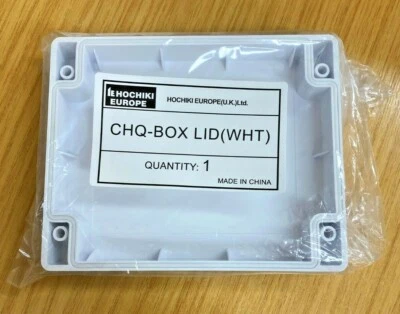 HOCHIKI
EUROPE
HOCHIKI EUROPE(U.K.)Ltd.
CHQ-BOX LID(WHT)
QUANTITY: 1
MADE IN CHINA